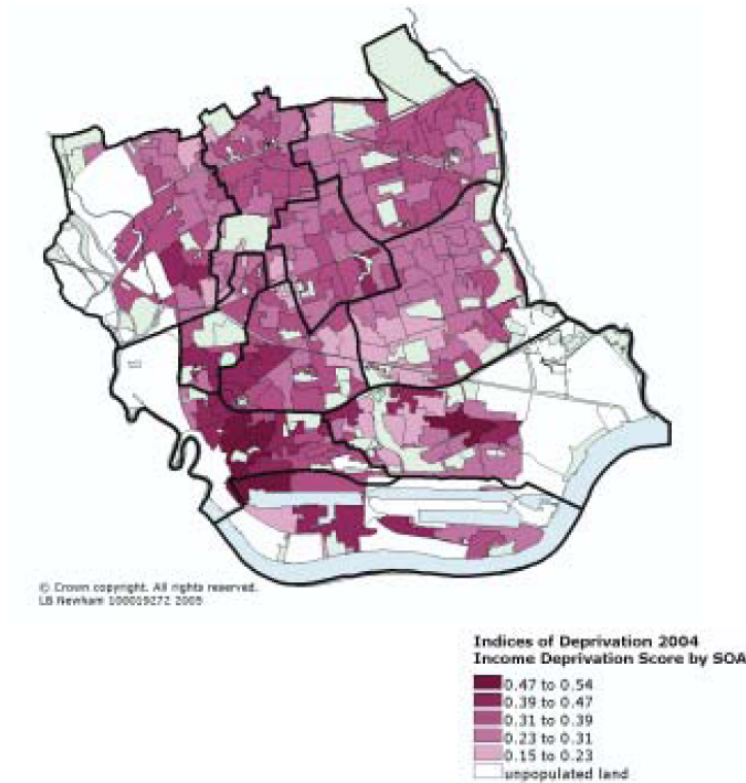 © Crown copyright. All rights reserved.
LB Newham 100019272 2005
Indices of Deprivation 2004
Income Deprivation Score by SOA
0.47 to 0.54
0.39 to 0.47
0.31 to 0.39
0.23 to 0.31
0.15 to 0.23
unpopulated land